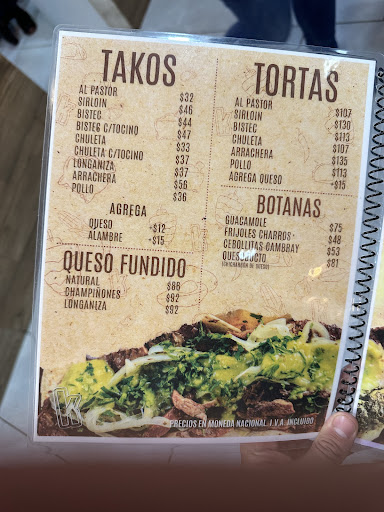 TAKOS
AL PASTOR $32
SIRLOIN $46
BISTEC $44
BISTEC C/TOCINO $47
CHULETA $33
CHULETA C/TOCINO $37
LONGANIZA $37
ARRACHERA $56
POLLO $36
AGREGA
QUESO +$12
ALAMBRE +$15
QUESO FUNDIDO
NATURAL $86
CHAMPIÑONES $92
LONGANIZA $92
TORTAS
AL PASTOR $107
SIRLOIN $130
BISTEC $113
CHULETA $107
ARRACHERA $135
POLLO $113
AGREGA QUESO +$15
BOTANAS
GUACAMOLE $75
FRIJOLES CHARROS $48
CEBOLLITAS CAMBRAY $53
$81
(CHICHARRÓN DE QUESO)
k
PRECIOS EN MONEDA NACIONAL. I.V.A. INCLUIDO.